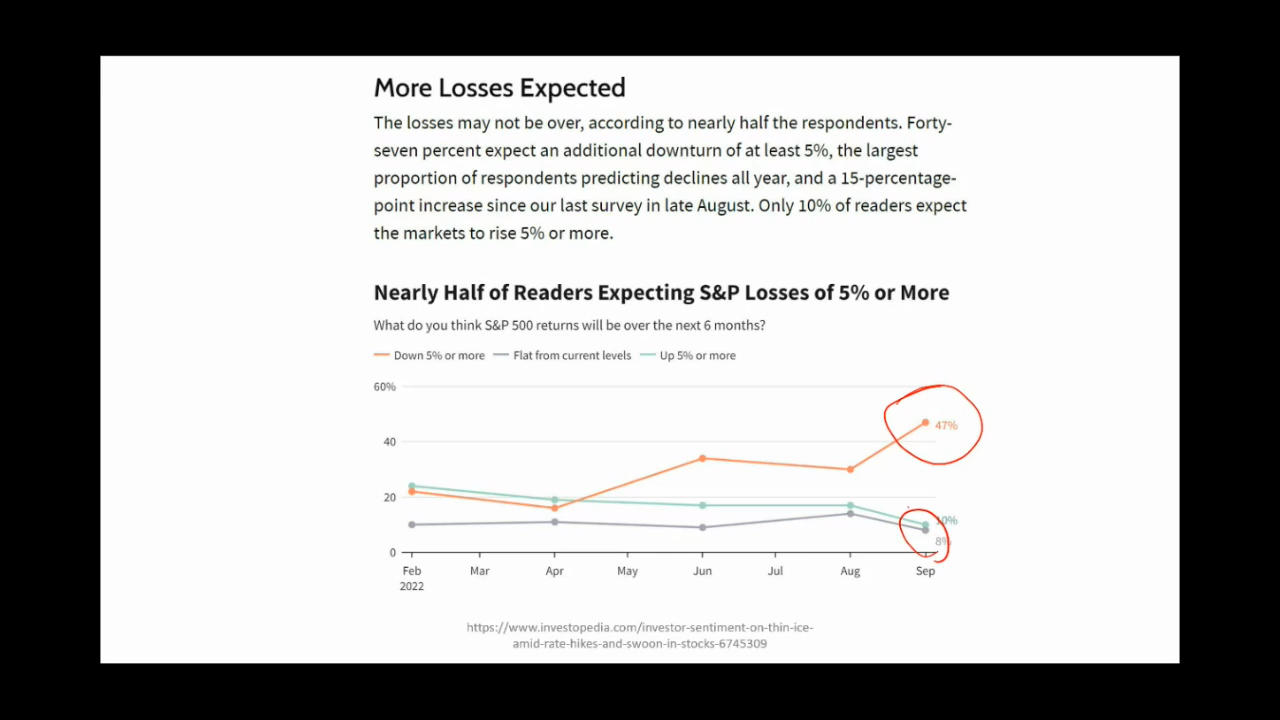 More Losses Expected
The losses may not be over, according to nearly half the respondents. Forty-
seven percent expect an additional downturn of at least 5%, the largest
proportion of respondents predicting declines all year, and a 15-percentage-
point increase since our last survey in late August. Only 10% of readers expect
the markets to rise 5% or more.
Nearly Half of Readers Expecting S&P Losses of 5% or More
What do you think S&P 500 returns will be over the next 6 months?
Down 5% or more Flat from current levels Up 5% or more
60%
47%
40
20
10%
8%
0
Feb Mar Apr May Jun Jul Aug Sep
2022
https://www.investopedia.com/investor-sentiment-on-thin-ice-
amid-rate-hikes-and-swoon-in-stocks-6745309